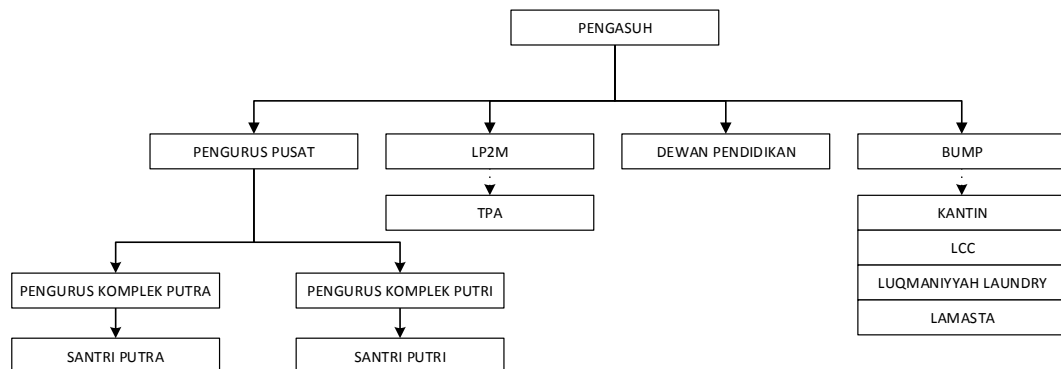 PENGASUH
PENGURUS PUSAT
LP2M
DEWAN PENDIDIKAN
BUMP
TPA
KANTIN
LCC
LUQMANIYYAH LAUNDRY
LAMASTA
PENGURUS KOMPLEK PUTRA
PENGURUS KOMPLEK PUTRI
SANTRI PUTRA
SANTRI PUTRI